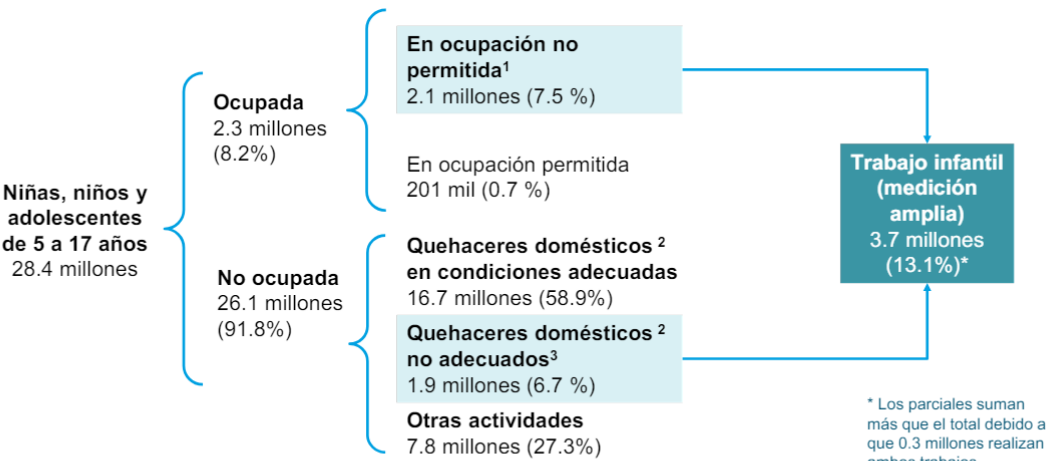 Niñas, niños y
adolescentes
de 5 a 17 años
28.4 millones
Ocupada
2.3 millones
(8.2%)
No ocupada
26.1 millones
(91.8%)
En ocupación no
permitida¹
2.1 millones (7.5 %)
En ocupación permitida
201 mil (0.7 %)
Quehaceres domésticos ²
en condiciones adecuadas
16.7 millones (58.9%)
Quehaceres domésticos ²
no adecuados³
1.9 millones (6.7 %)
Otras actividades
7.8 millones (27.3%)
Trabajo infantil
(medición
amplia)
3.7 millones
(13.1%)*
* Los parciales suman
más que el total debido a
que 0.3 millones realizan
ambos trabajos